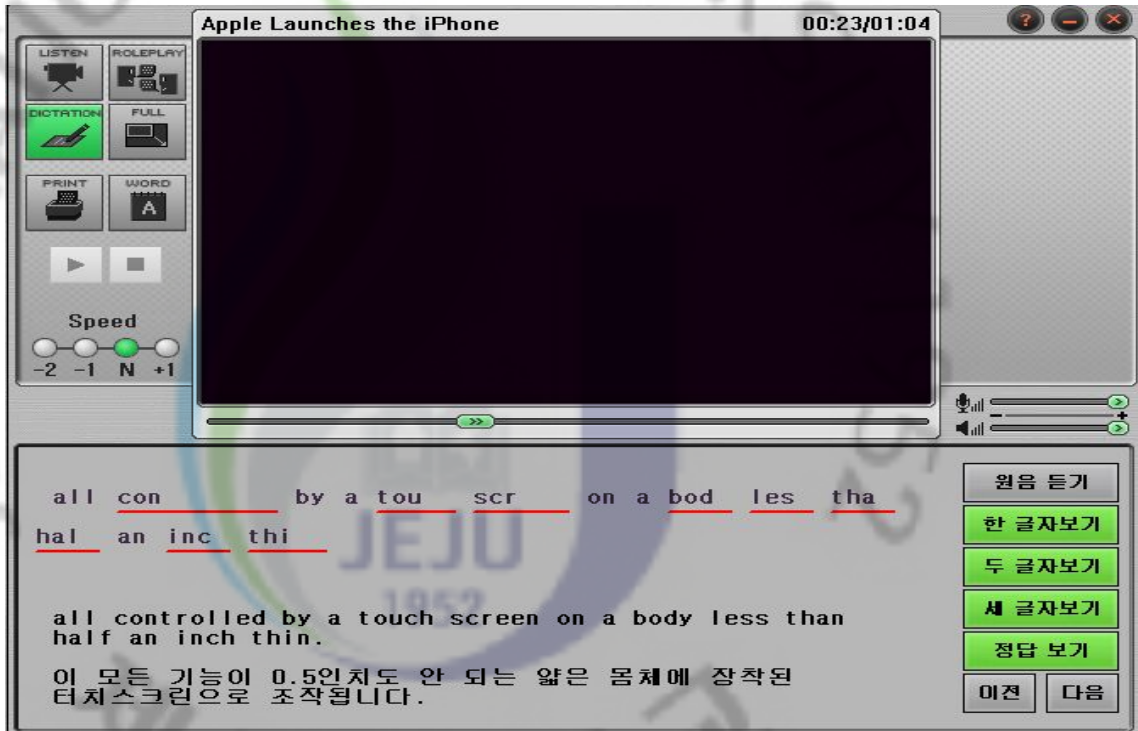 Apple Launches the iPhone 00:23/01:04
?
LISTEN ROLEPLAY
DICTATION FULL
PRINT WORD
A
Speed
-2 -1 N +1
- +
all con by a tou scr on a bod les tha
hal an inc thi
all controlled by a touch screen on a body less than
half an inch thin.
이 모든 기능이 0.5인치도 안 되는 얇은 몸체에 장착된
터치스크린으로 조작됩니다.
원음 듣기
한 글자보기
두 글자보기
세 글자보기
정답 보기
이전 다음
JEJU
1952